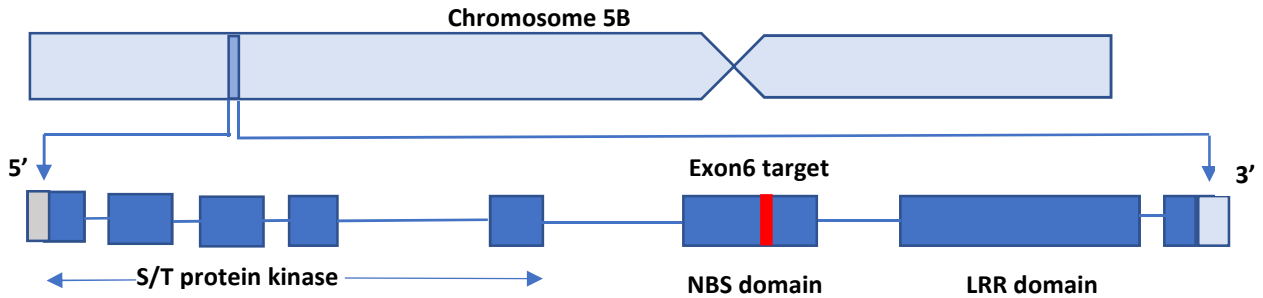 Chromosome 5B
5’
Exon6 target
3’
S/T protein kinase
NBS domain
LRR domain